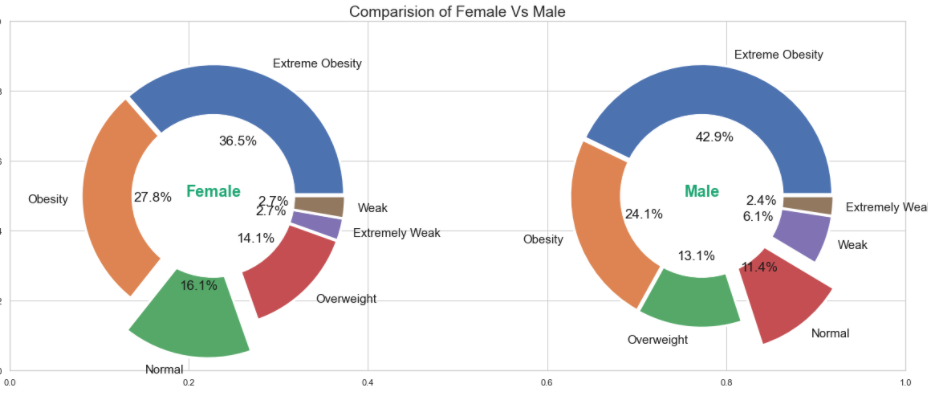 Comparision of Female Vs Male
Extreme Obesity
36.5%
Obesity
27.8%
Female
2.7%
Weak
2.7%
Extremely Weak
14.1%
Overweight
16.1%
Normal
Extreme Obesity
42.9%
Male
2.4%
Extremely Weal
24.1%
6.1%
Weak
Obesity
13.1%
11.4%
Overweight
Normal
0.0
0.2
0.4
0.6
0.8
1.0